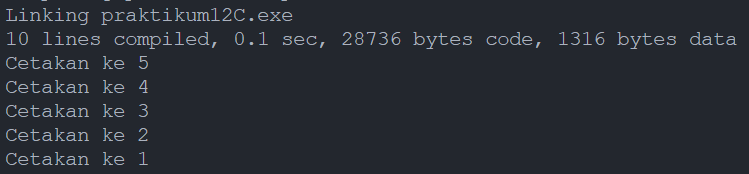 Linking praktikum12C.exe
10 lines compiled, 0.1 sec, 28736 bytes code, 1316 bytes data
Cetakan ke 5
Cetakan ke 4
Cetakan ke 3
Cetakan ke 2
Cetakan ke 1